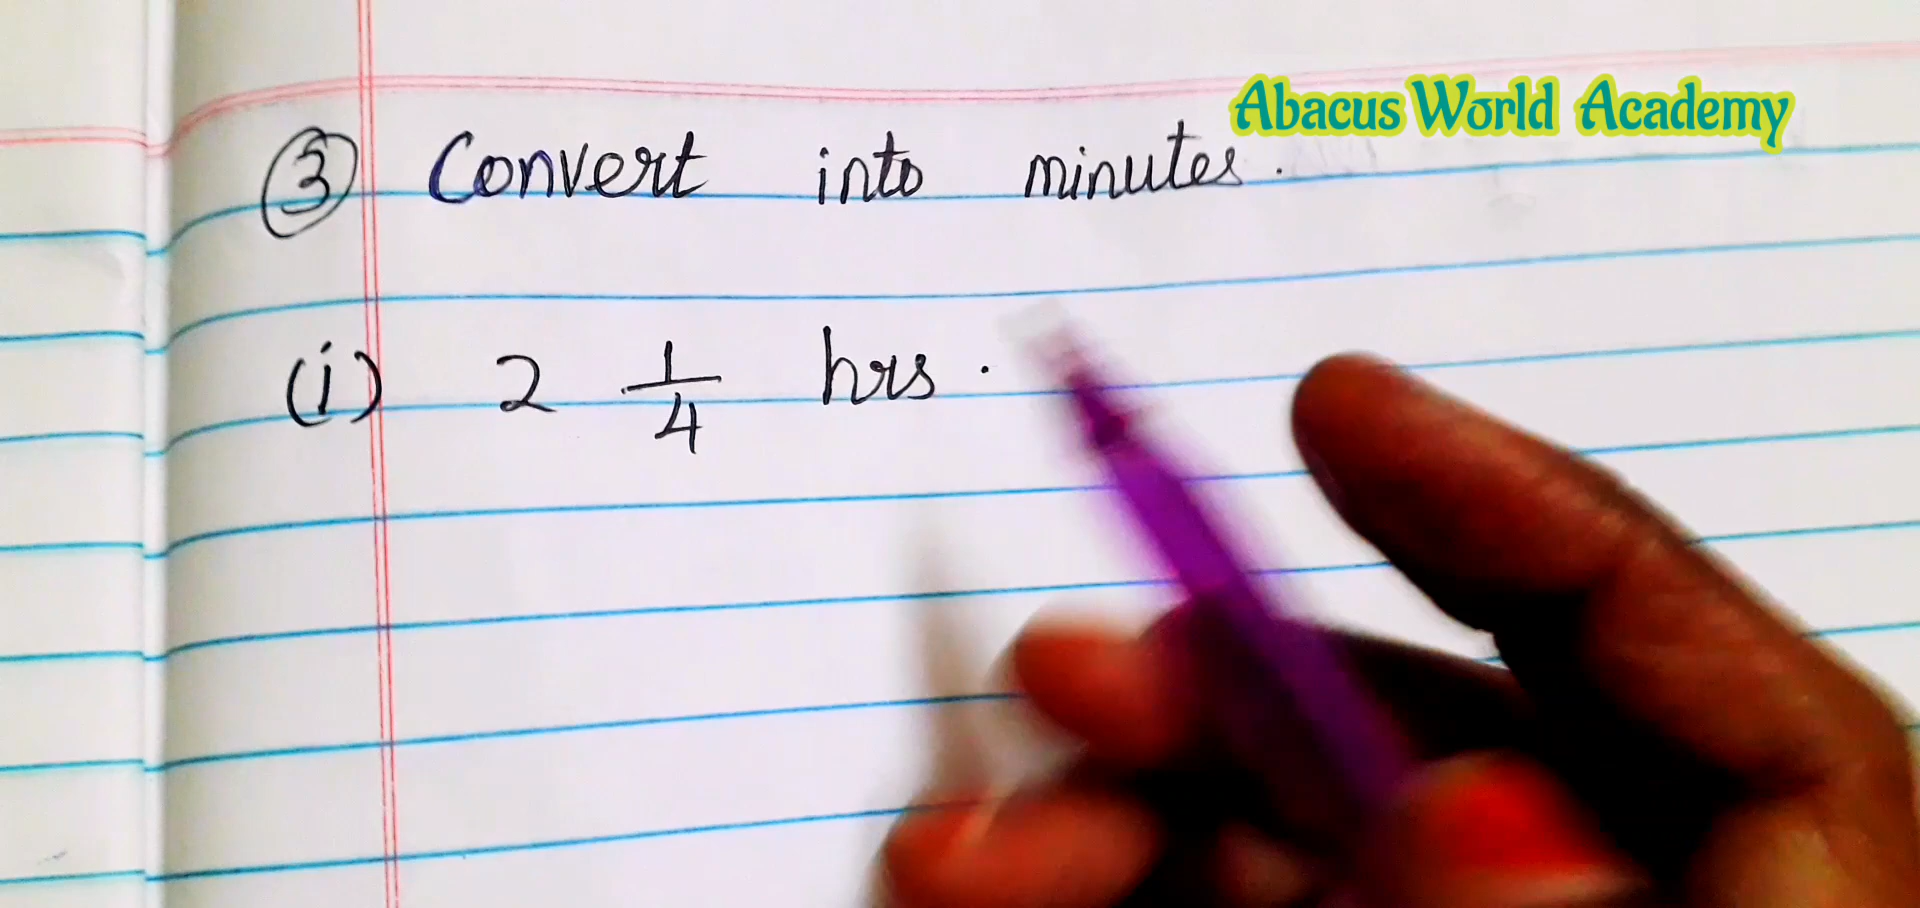 Abacus World Academy
③ Convert into minutes.
(i) 2 1/4 hrs.